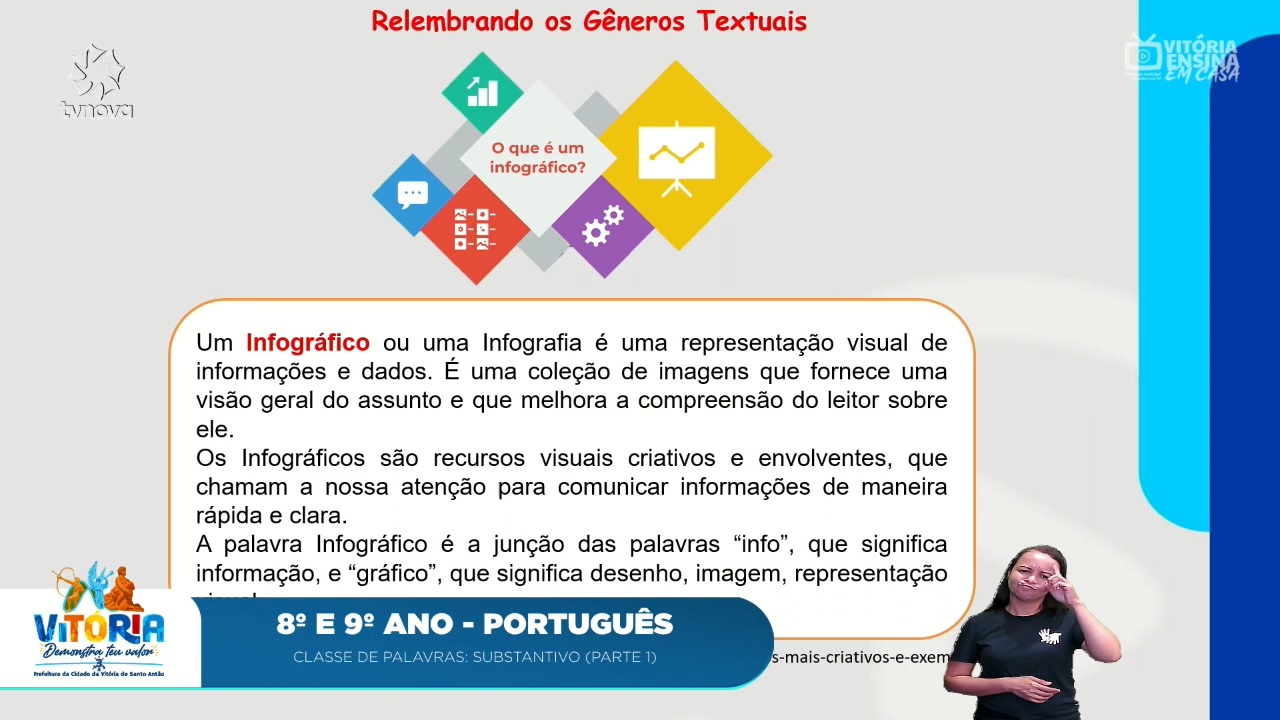 Relembrando os Gêneros Textuais
tvnova
VITÓRIA
ENSINA
EM CASA
O que é um
infográfico?
Um Infográfico ou uma Infografia é uma representação visual de
informações e dados. É uma coleção de imagens que fornece uma
visão geral do assunto e que melhora a compreensão do leitor sobre
ele.
Os Infográficos são recursos visuais criativos e envolventes, que
chamam a nossa atenção para comunicar informações de maneira
rápida e clara.
A palavra Infográfico é a junção das palavras “info”, que significa
informação, e “gráfico”, que significa desenho, imagem, representação
8º E 9º ANO - PORTUGUÊS
CLASSE DE PALAVRAS: SUBSTANTIVO (PARTE 1)
s-mais-criativos-e-exem
VITÓRIA
Demonstra teu valor
Prefeitura da Cidade da Vitória de Santo Antão